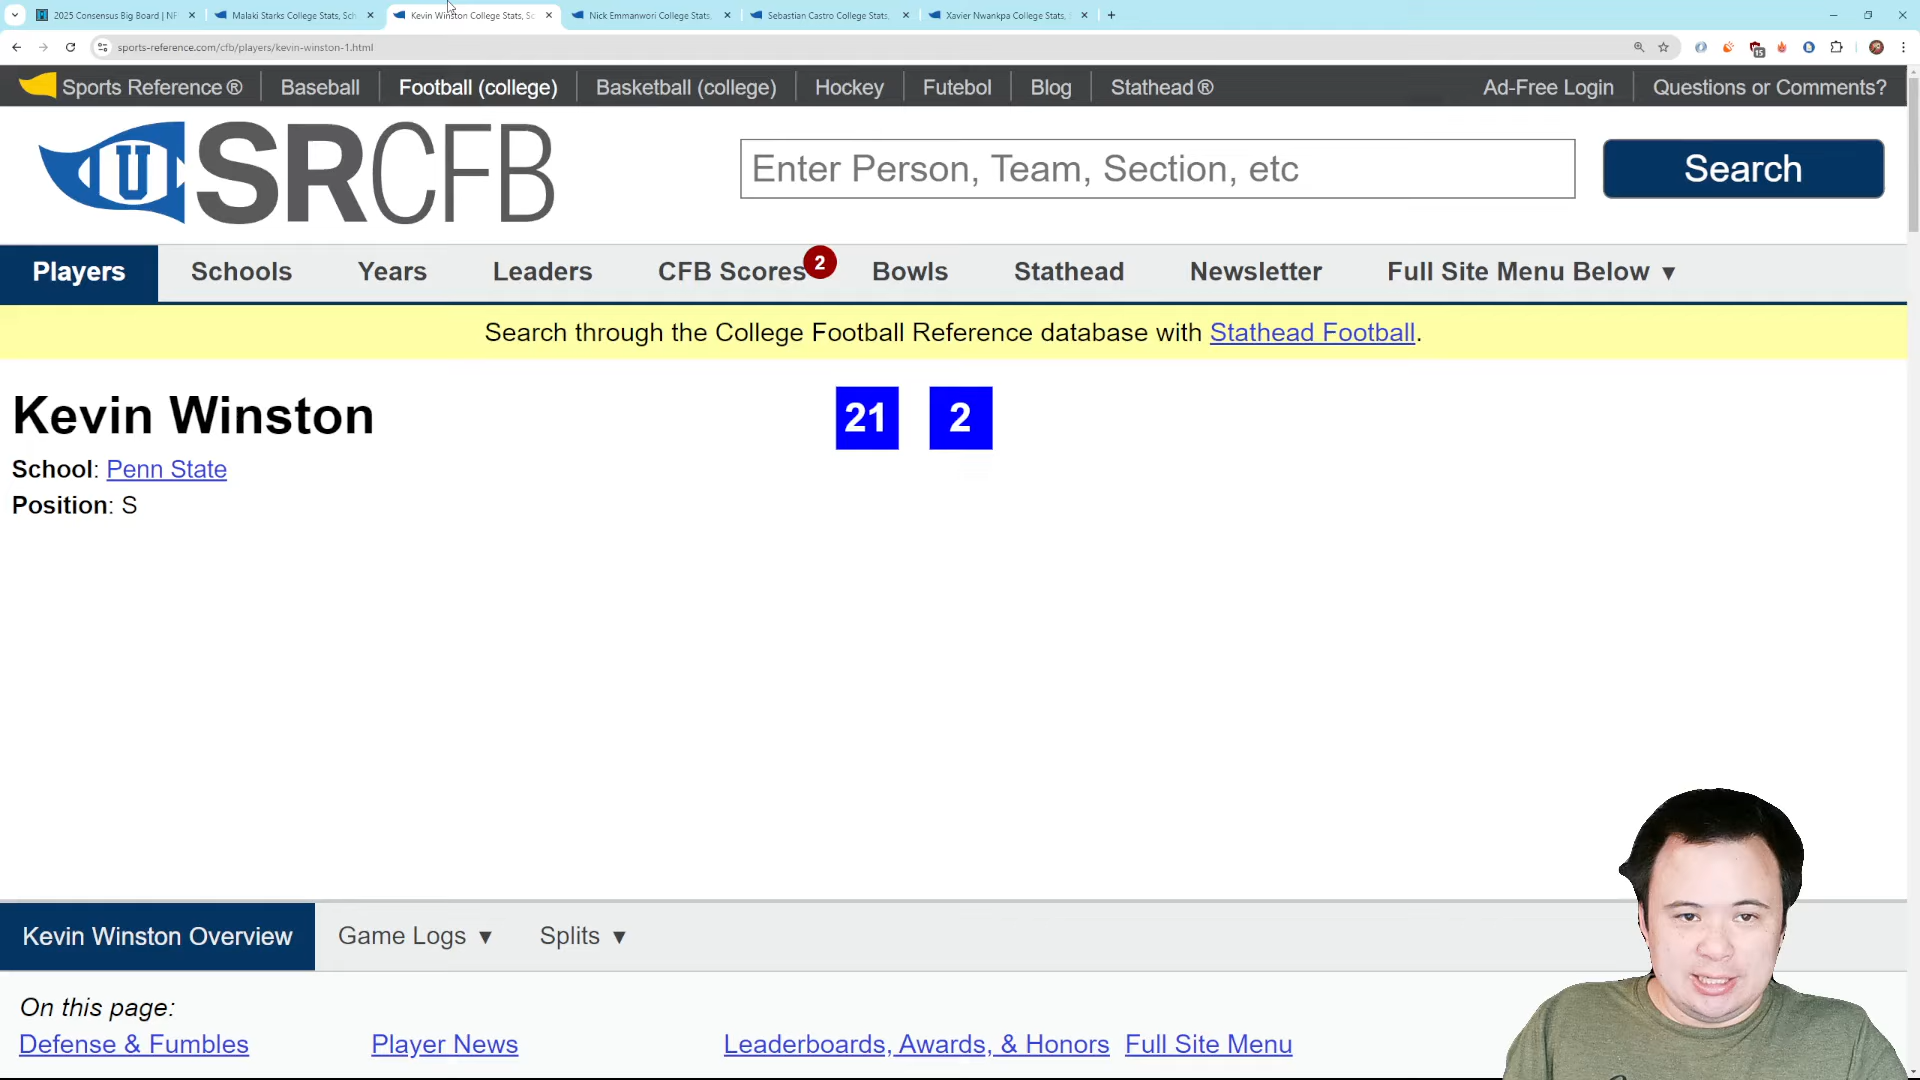 2025 Consensus Big Board | NF
Malaki Starks College Stats, Sch
Kevin Winston College Stats, Sc
Nick Emmanwori College Stats,
Sebastian Castro College Stats,
Xavier Nwankpa College Stats,
sports-reference.com/cfb/players/kevin-winston-1.html
15
Sports Reference ®
Baseball
Football (college)
Basketball (college)
Hockey
Futebol
Blog
Stathead ®
Ad-Free Login
Questions or Comments?
U SRCFB
Enter Person, Team, Section, etc
Search
Players
Schools
Years
Leaders
CFB Scores
2
Bowls
Stathead
Newsletter
Full Site Menu Below ▼
Search through the College Football Reference database with Stathead Football.
Kevin Winston
21
2
School: Penn State
Position: S
Kevin Winston Overview
Game Logs ▼
Splits ▼
On this page:
Defense & Fumbles
Player News
Leaderboards, Awards, & Honors
Full Site Menu